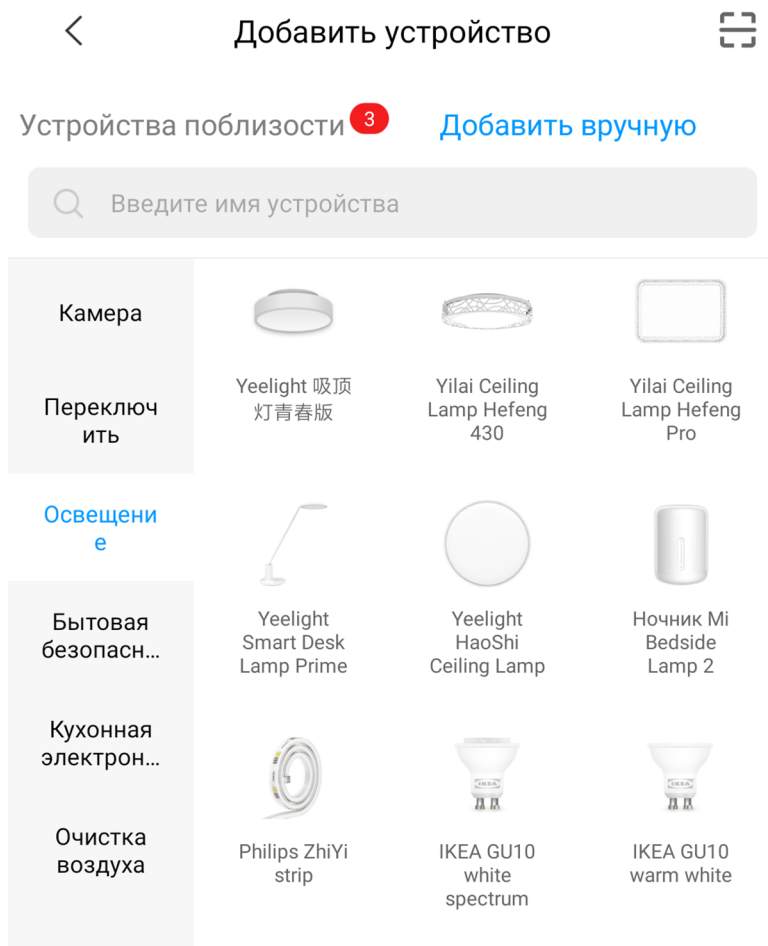 Добавить устройство
Устройства поблизости 3
Добавить вручную
Введите имя устройства
Камера
Переключ
ить
Освещени
е
Бытовая
безопасн...
Кухонная
электрон...
Очистка
воздуха
Yeelight 吸顶
灯青春版
Yilai Ceiling
Lamp Hefeng
430
Yilai Ceiling
Lamp Hefeng
Pro
Yeelight
Smart Desk
Lamp Prime
Yeelight
HaoShi
Ceiling Lamp
Ночник Mi
Bedside
Lamp 2
Philips ZhiYi
strip
IKEA
IKEA GU10
white
spectrum
IKEA
IKEA GU10
warm white